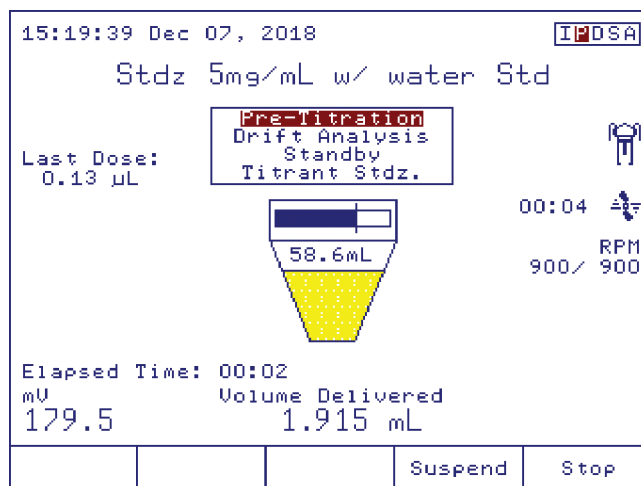 15:19:39 Dec 07, 2018 IPDSA
Stdz 5mg/mL w/ water Std
Pre-Titration
Drift Analysis
Standby
Titrant Stdz.
Last Dose:
0.13 µL
00:04
58.6mL
RPM
900/ 900
Elapsed Time: 00:02
mV Volume Delivered
179.5 1.915 mL
Suspend Stop